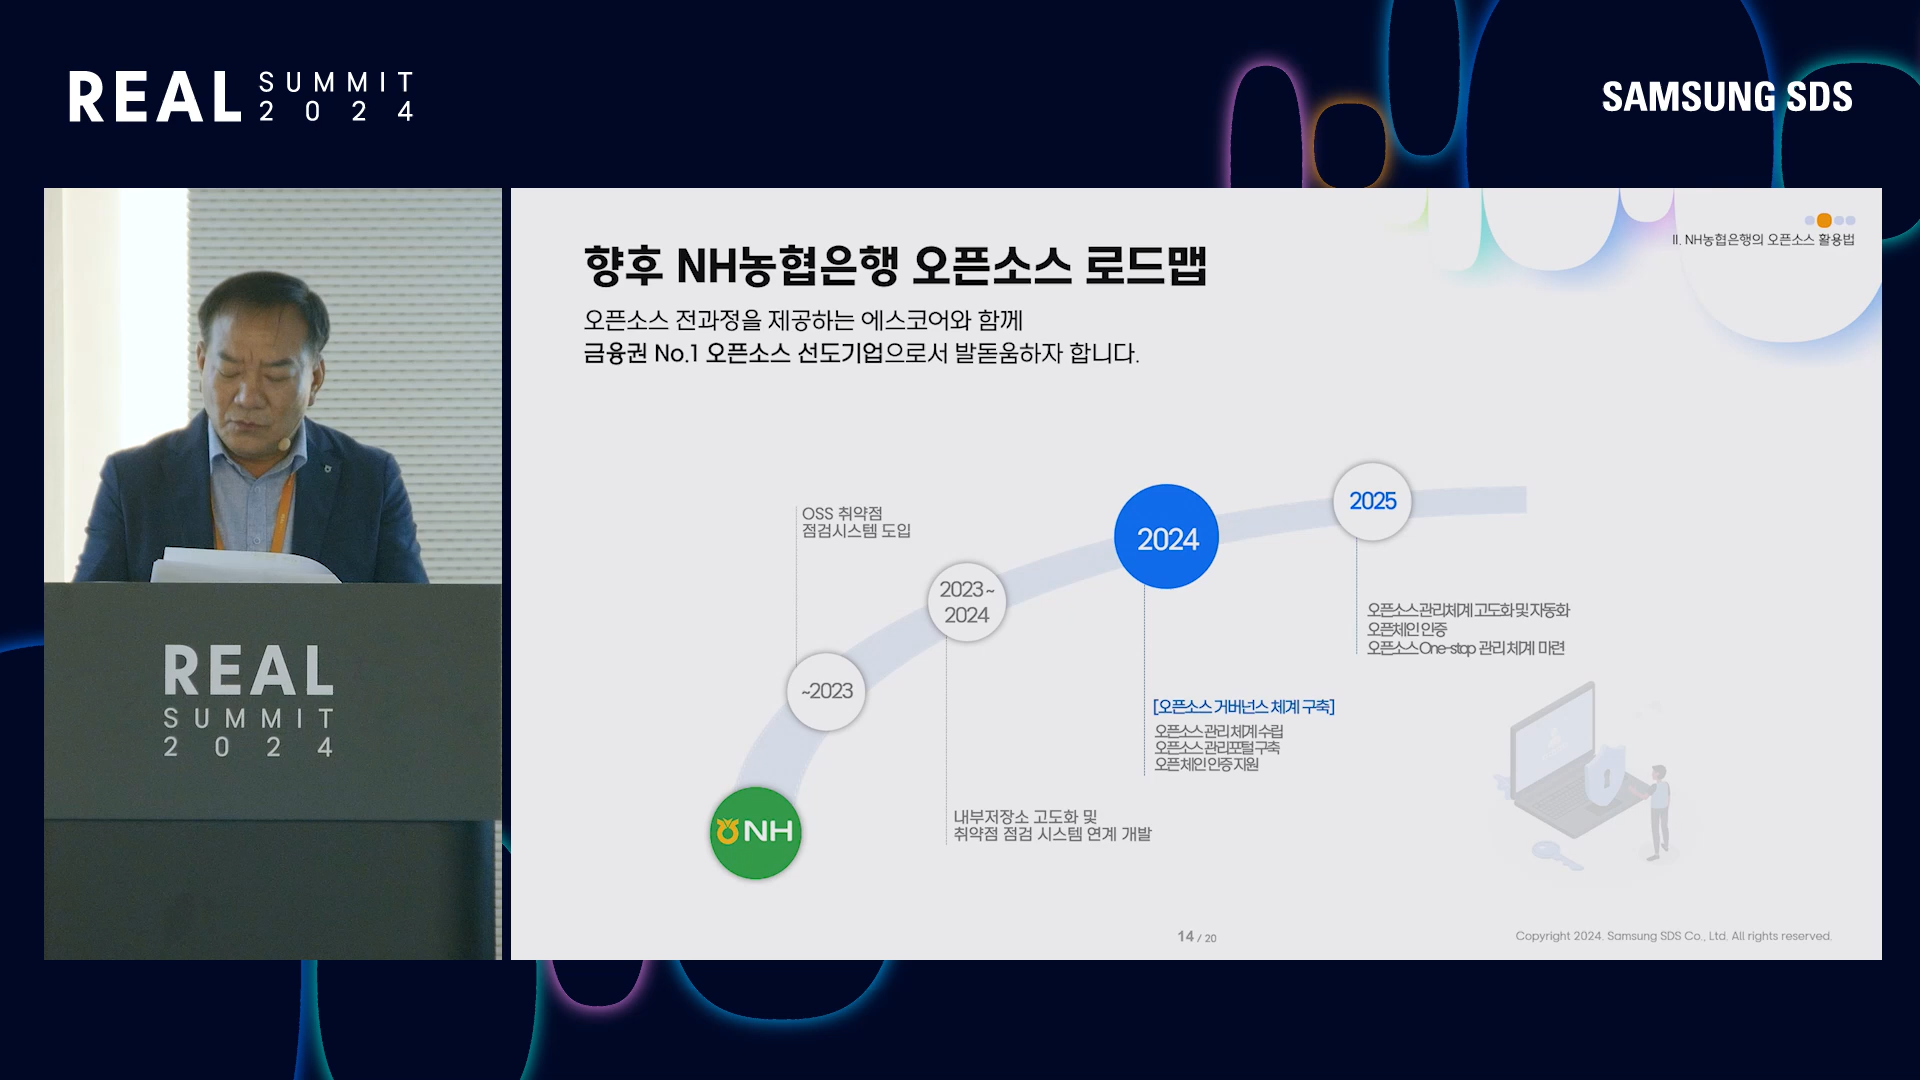 REAL SUMMIT 2024
SAMSUNG SDS
II. NH농협은행의 오픈소스 활용법
향후 NH농협은행 오픈소스 로드맵
오픈소스 전과정을 제공하는 에스코어와 함께
금융권 No.1 오픈소스 선도기업으로서 발돋움하자 합니다.
2025
OSS 취약점
점검시스템 도입
2024
2023~
2024
오픈소스 관리체계 고도화 및 자동화
오픈체인 인증
오픈소스 One-stop 관리 체계 마련
~2023
[오픈소스 거버넌스 체계 구축]
오픈소스 관리 체계 수립
오픈소스 관리포털 구축
오픈 체인 인증 지원
NH
내부저장소 고도화 및
취약점 점검 시스템 연계 개발
14 / 20
Copyright 2024. Samsung SDS Co., Ltd. All rights reserved.
REAL
SUMMIT
2024